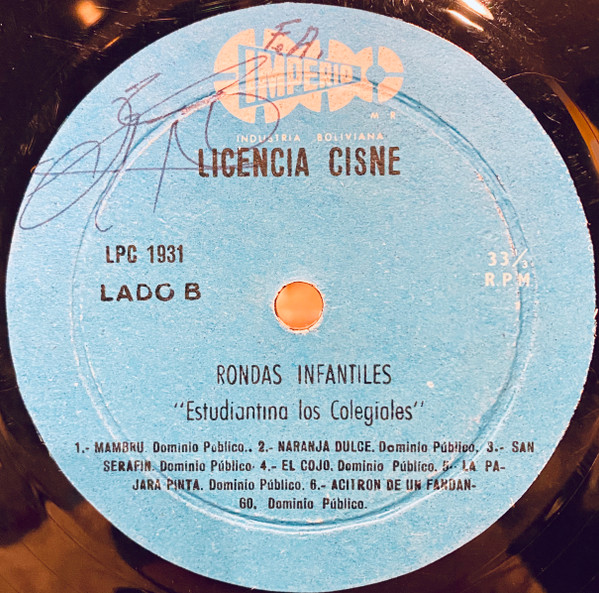 F.A.
IMPERIO
M R
INDUSTRIA BOLIVIANA
LICENCIA CISNE
LPC 1931
LADO B
33⅓
RPM
RONDAS INFANTILES
"Estudiantina los Colegiales"
1.- MAMBRU. Dominio Público.. 2.- NARANJA DULCE. Dominio Público. 3.- SAN
SERAFIN. Dominio Público 4.- EL COJO. Dominio Público. 5.- LA PA-
JARA PINTA. Dominio Público. 6.- ACITRON DE UN FANDAN-
60, Dominio Público.